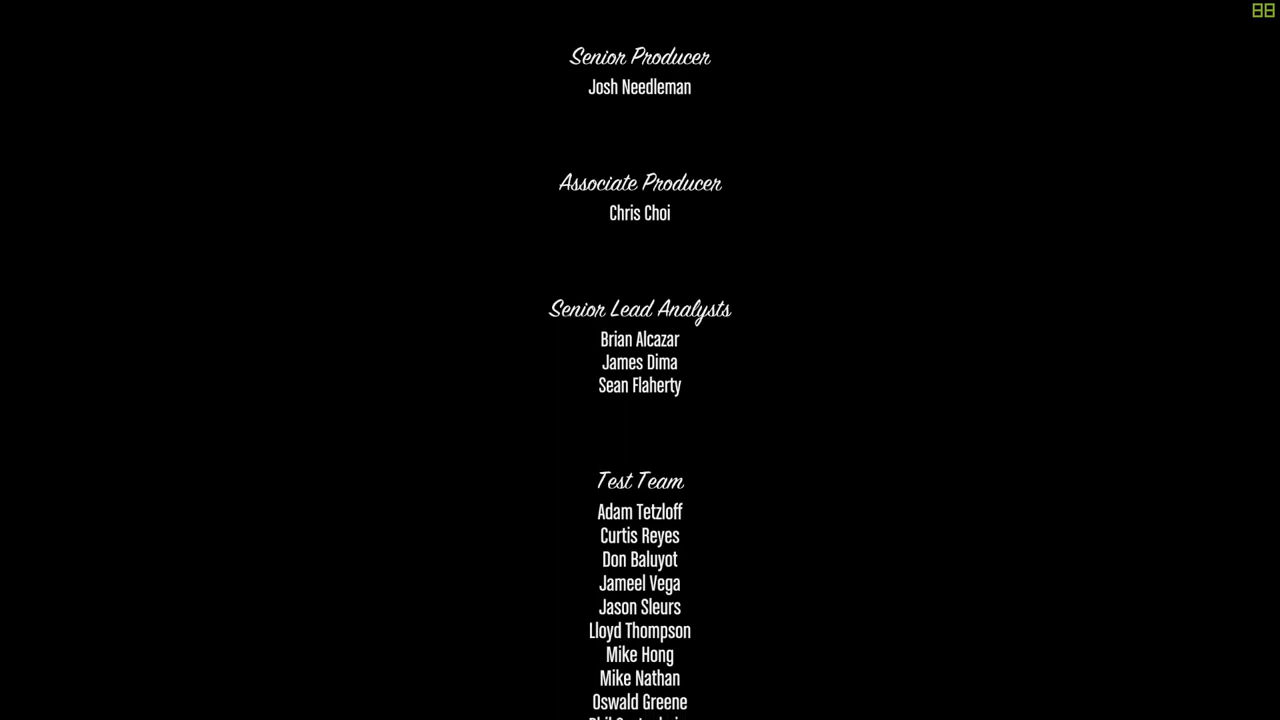 88
Senior Producer
Josh Needleman
Associate Producer
Chris Choi
Senior Lead Analysts
Brian Alcazar
James Dima
Sean Flaherty
Test Team
Adam Tetzloff
Curtis Reyes
Don Baluyot
Jameel Vega
Jason Sleurs
Lloyd Thompson
Mike Hong
Mike Nathan
Oswald Greene